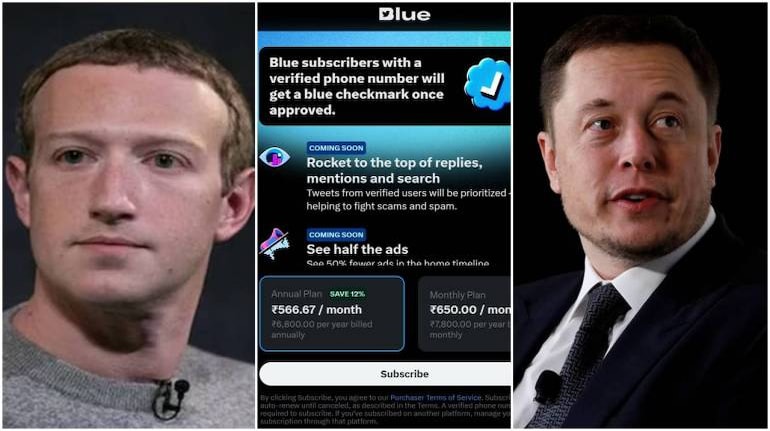 Blue
Blue subscribers with a
verified phone number will
get a blue checkmark once
approved.
COMING SOON
Rocket to the top of replies,
mentions and search
Tweets from verified users will be prioritized -
helping to fight scams and spam.
COMING SOON
See half the ads
See 50% fewer ads in the home timeline
Annual Plan SAVE 12%
₹566.67 / month
₹6,800.00 per year billed
annually
Monthly Plan
₹650.00 / mon
₹7,800.00 per year b
monthly
Subscribe
By clicking Subscribe, you agree to our Purchaser Terms of Service. Subscri
auto-renew until canceled, as described in the Terms. A verified phone num
required to subscribe. If you've subscribed on another platform, manage yo
subscription through that platform.